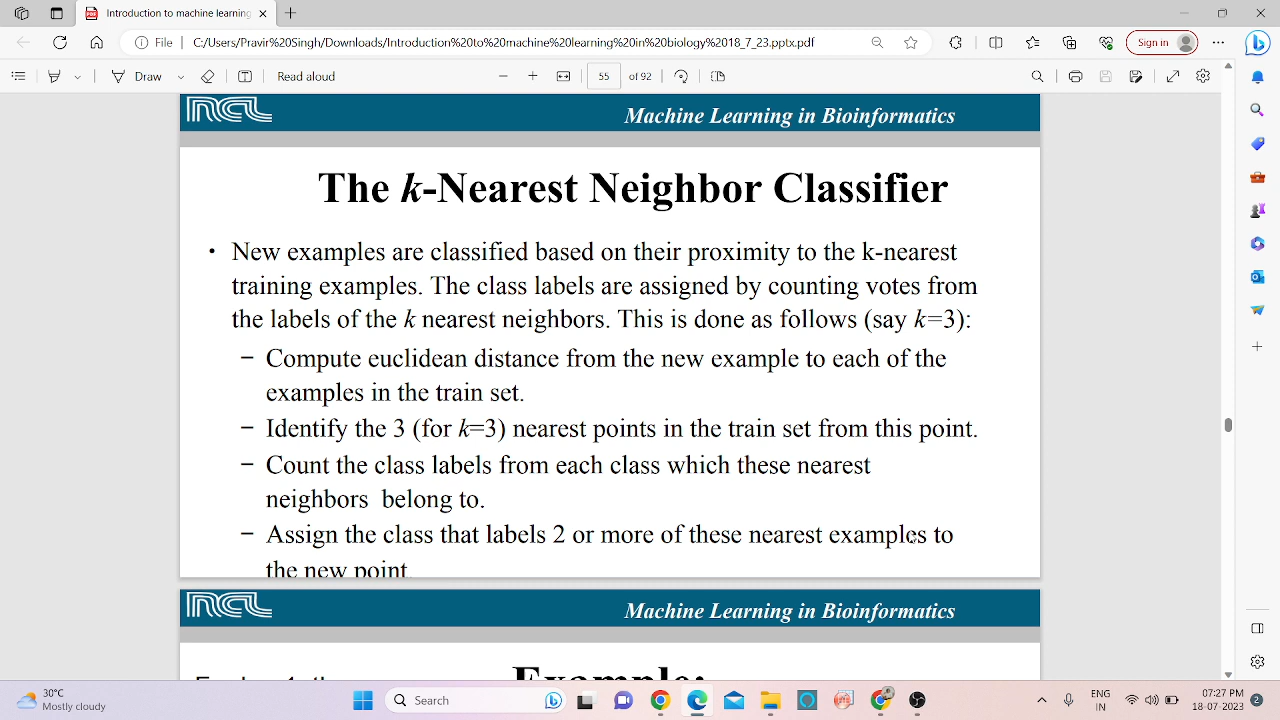 Introduction to machine learning
File
C:/Users/Pravir%20Singh/Downloads/Introduction%20to%20machine%20learning%20in%20biology%2018_7_23.pptx.pdf
Sign in
Draw
Read aloud
55 of 92
NCL
Machine Learning in Bioinformatics
The k-Nearest Neighbor Classifier
• New examples are classified based on their proximity to the k-nearest
training examples. The class labels are assigned by counting votes from
the labels of the k nearest neighbors. This is done as follows (say k=3):
– Compute euclidean distance from the new example to each of the
examples in the train set.
– Identify the 3 (for k=3) nearest points in the train set from this point.
– Count the class labels from each class which these nearest
neighbors belong to.
– Assign the class that labels 2 or more of these nearest examples to
the new point.
NCL
Machine Learning in Bioinformatics
Example:
30°C
Mostly cloudy
Search
ENG
IN
07:27 PM
18-07-2023
2